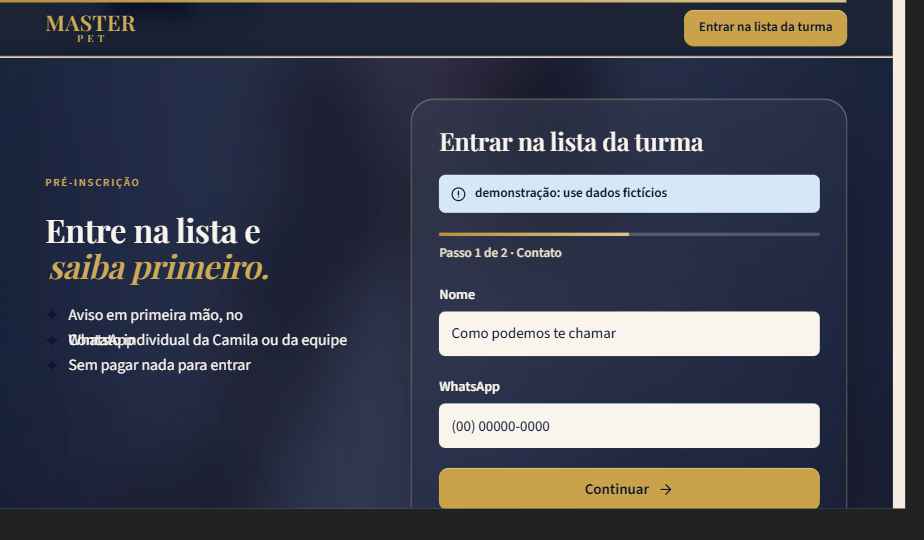 MASTER
PET
Entrar na lista da turma
PRÉ-INSCRIÇÃO
Entre na lista e
saiba primeiro.
Aviso em primeira mão, no
WhatsApp
Contato individual da Camila ou da equipe
Sem pagar nada para entrar
Entrar na lista da turma
demonstração: use dados fictícios
Passo 1 de 2 · Contato
Nome
Como podemos te chamar
WhatsApp
(00) 00000-0000
Continuar →